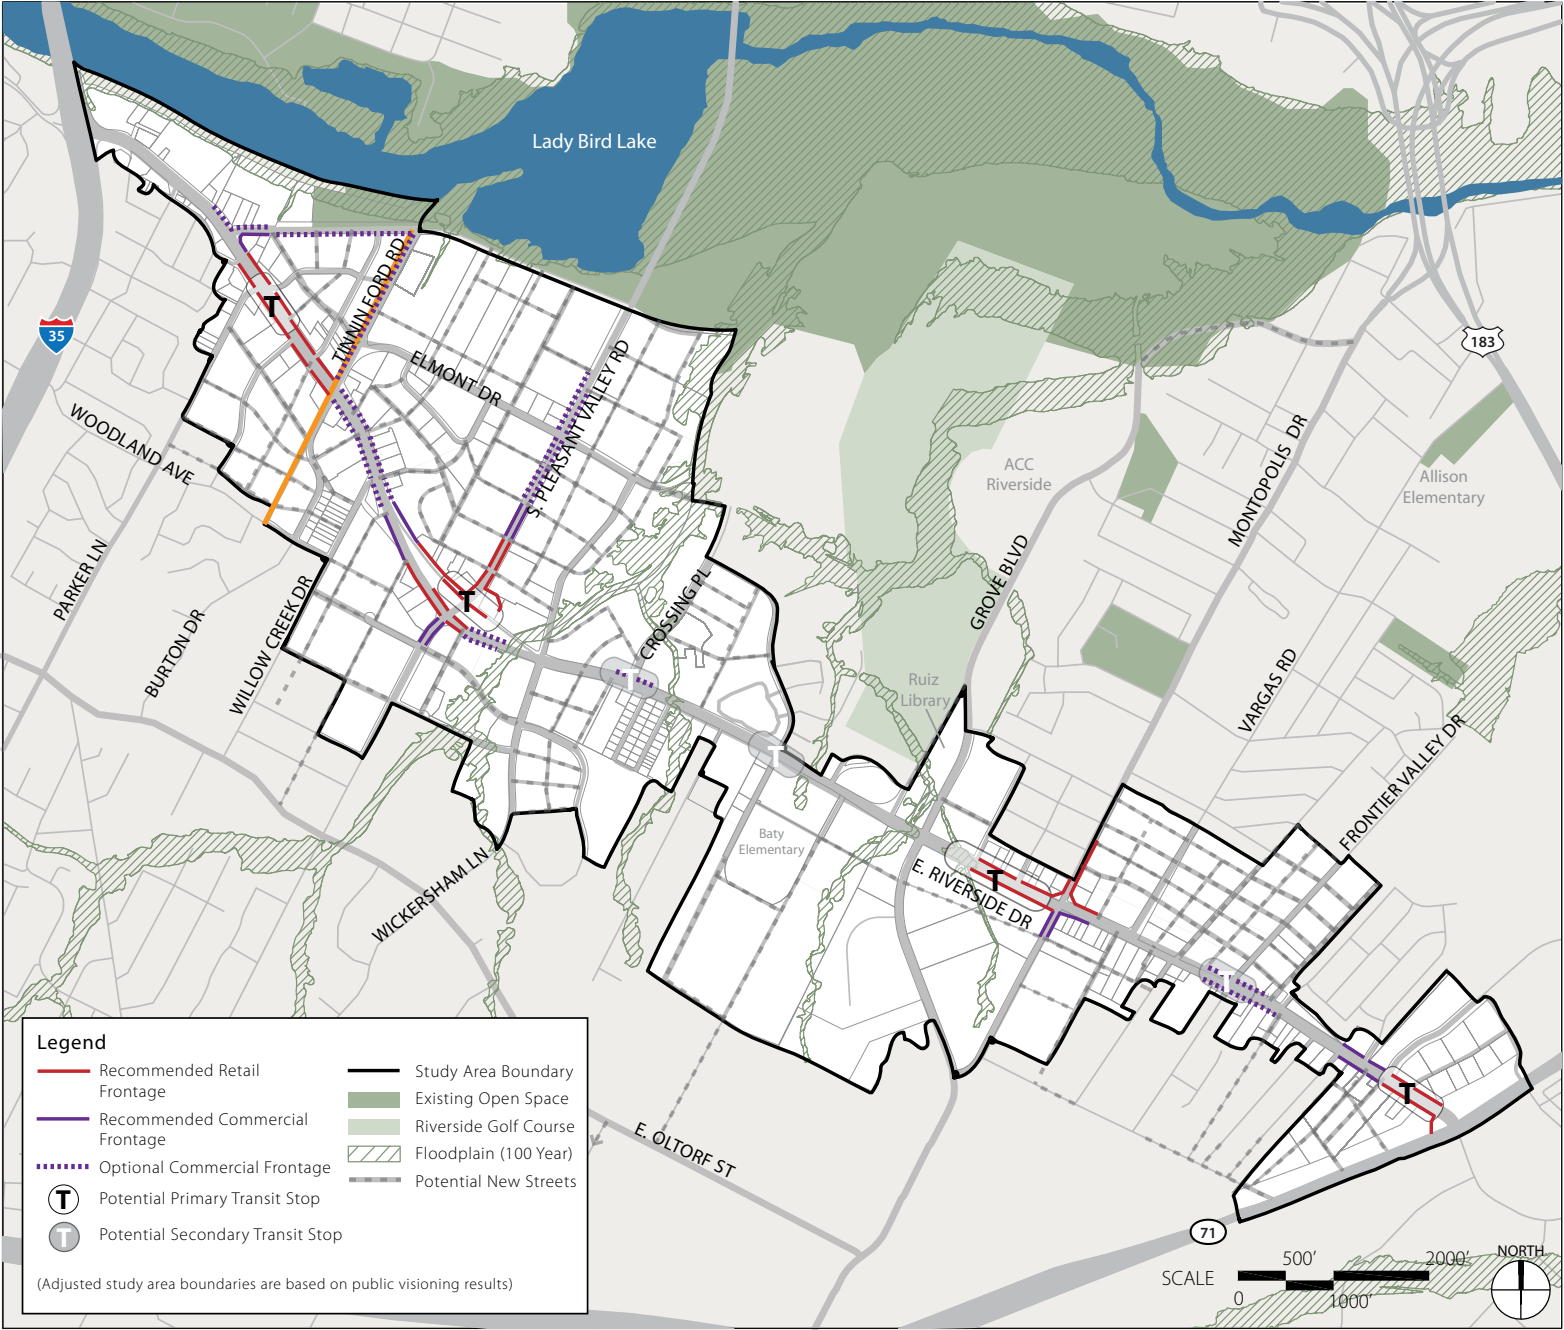 Lady Bird Lake
35
183
TINNIN FORD RD
ELMONT DR
S. PLEASANT VALLEY RD
WOODLAND AVE
PARKER LN
BURTON DR
WILLOW CREEK DR
CROSSING PL
WICKERSHAM LN
ACC
Riverside
GROVE BLVD
MONTOPOLIS DR
Allison
Elementary
Ruiz
Library
VARGAS RD
FRONTIER VALLEY DR
Baty
Elementary
E. RIVERSIDE DR
E. OLTORF ST
T
T
T
T
T
T
T
71
Legend
Recommended Retail
Frontage
Recommended Commercial
Frontage
Optional Commercial Frontage
T Potential Primary Transit Stop
T Potential Secondary Transit Stop
Study Area Boundary
Existing Open Space
Riverside Golf Course
Floodplain (100 Year)
Potential New Streets
(Adjusted study area boundaries are based on public visioning results)
SCALE
500'
2000'
0
1000'
NORTH